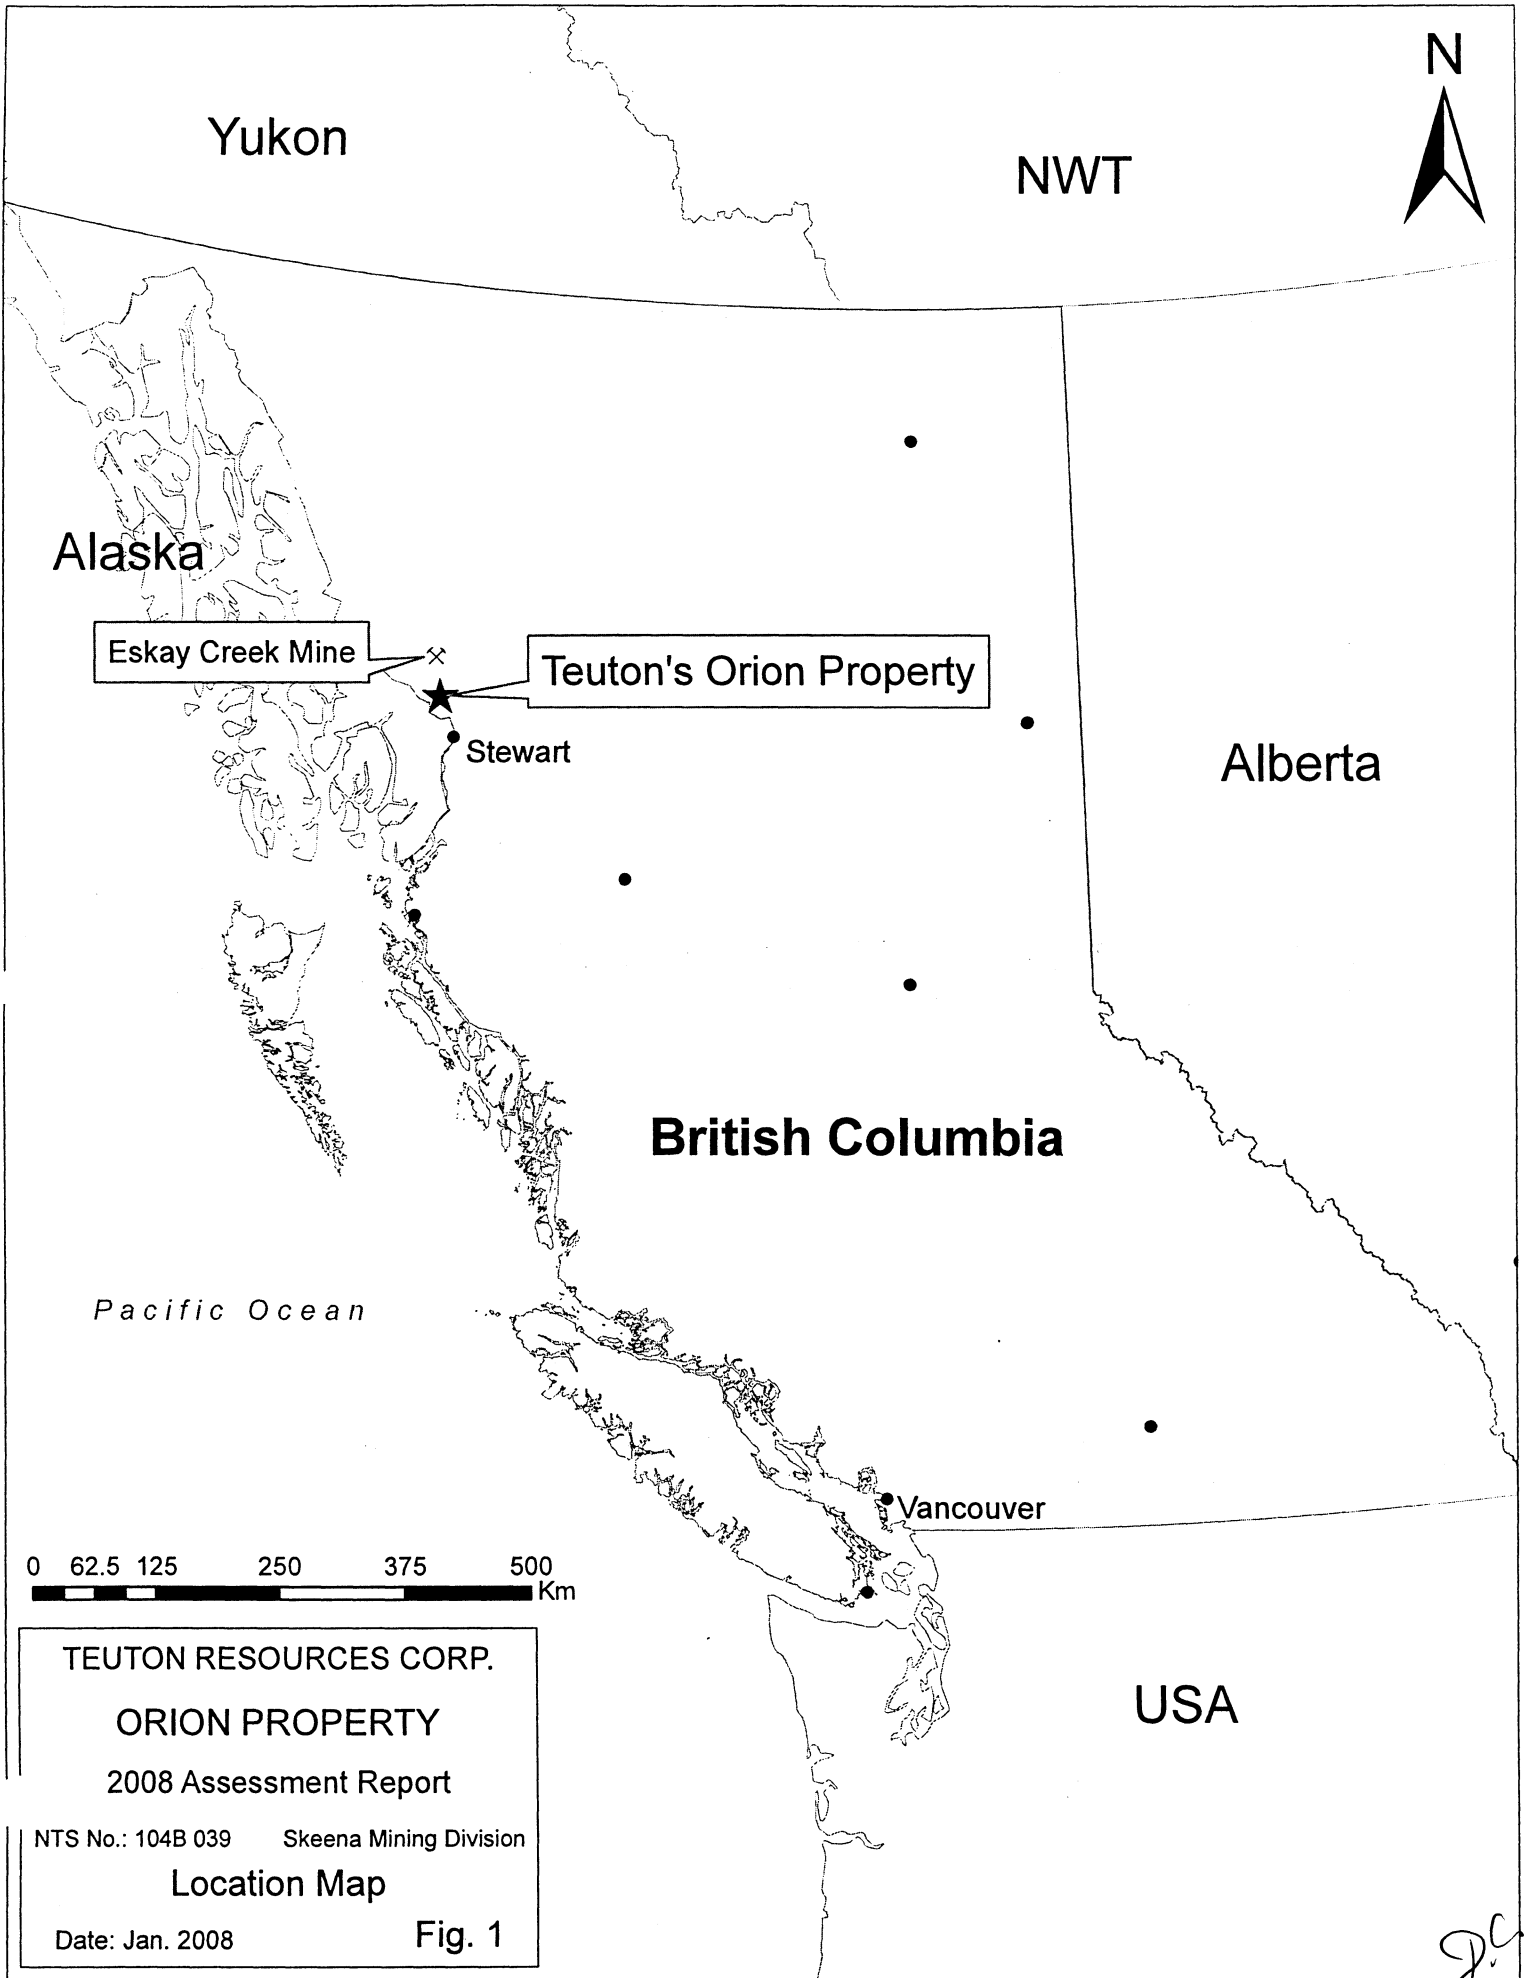 N
Yukon
NWT
Alaska
Eskay Creek Mine
Teuton's Orion Property
Stewart
Alberta
British Columbia
Pacific Ocean
Vancouver
0 62.5 125 250 375 500
Km
USA
TEUTON RESOURCES CORP.
ORION PROPERTY
2008 Assessment Report
NTS No.: 104B 039 Skeena Mining Division
Location Map
Date: Jan. 2008 Fig. 1